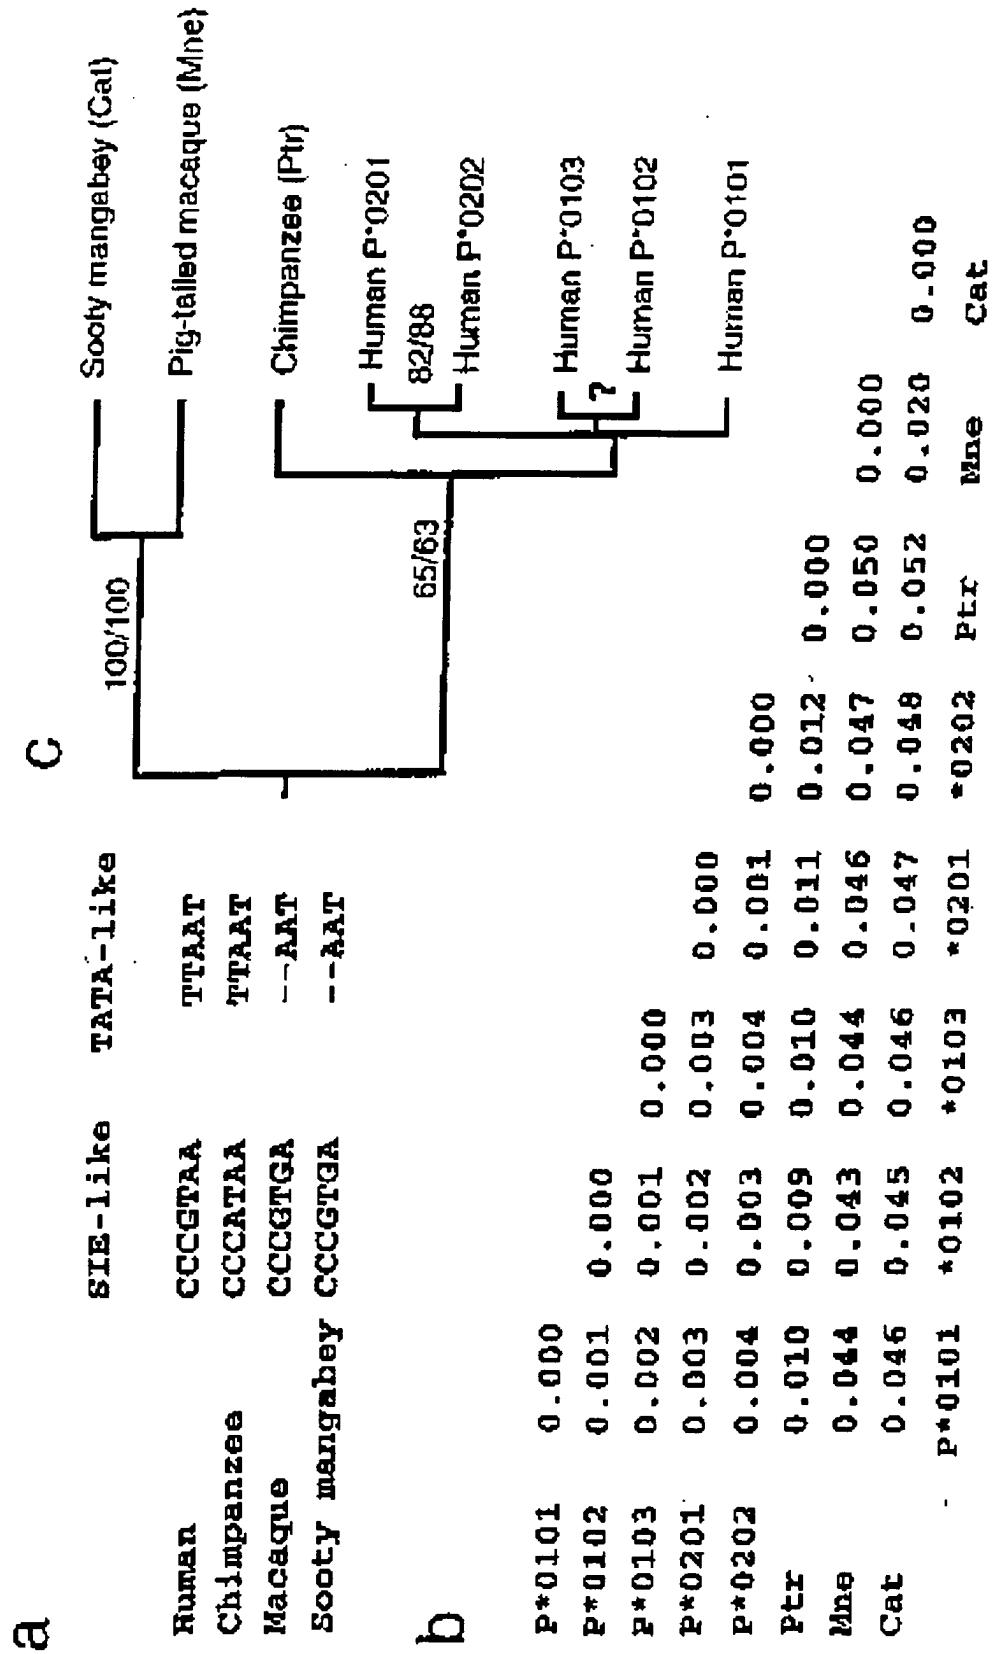 a
SIE-like TATA-like
Human CCCGTAA TTAAT
Chimpanzee CCCATAA TTAAT
Macaque CCCGTGA --AAT
Sooty mangabey CCCGTGA --AAT
b
P*0101 0.000
P*0102 0.001 0.000
P*0103 0.002 0.001 0.000
P*0201 0.003 0.002 0.003 0.000
P*0202 0.004 0.003 0.004 0.001 0.000
Ptr 0.010 0.009 0.010 0.011 0.012 0.000
Mne 0.044 0.043 0.044 0.046 0.047 0.050 0.000
Cat 0.046 0.045 0.046 0.047 0.048 0.052 0.020 0.000
P*0101 *0102 *0103 *0201 *0202 Ptr Mne Cat
c
Sooty mangabey (Cat)
100/100
Pig-tailed macaque (Mne)
Chimpanzee (Ptr)
Human P*0201
65/63
82/88
Human P*0202
Human P*0103
?
Human P*0102
Human P*0101